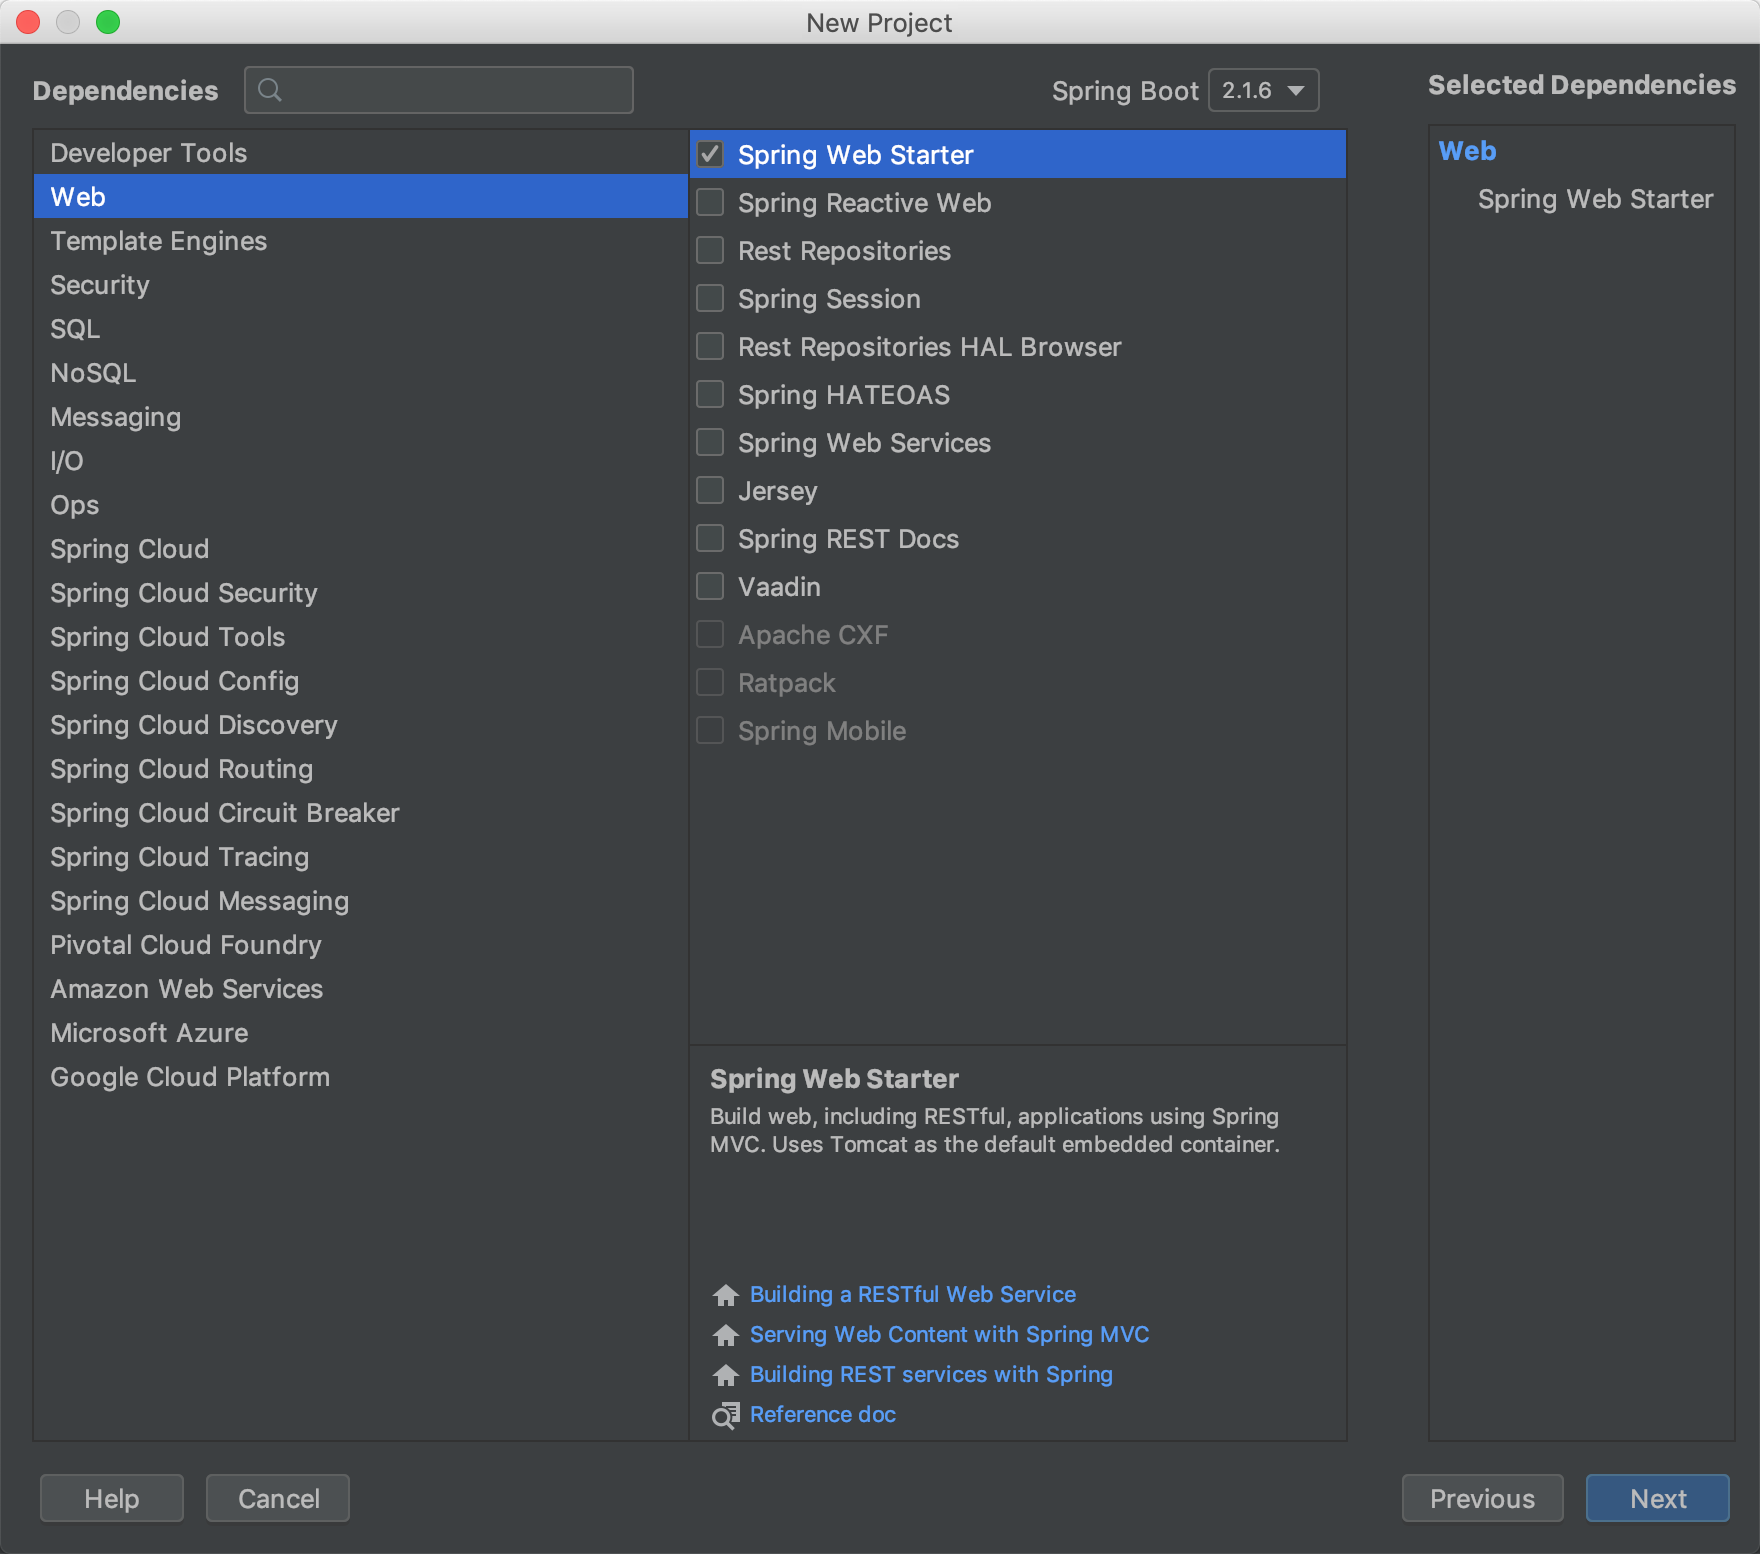 New Project
Dependencies
Spring Boot 2.1.6
Selected Dependencies
Developer Tools
Web
Template Engines
Security
SQL
NoSQL
Messaging
I/O
Ops
Spring Cloud
Spring Cloud Security
Spring Cloud Tools
Spring Cloud Config
Spring Cloud Discovery
Spring Cloud Routing
Spring Cloud Circuit Breaker
Spring Cloud Tracing
Spring Cloud Messaging
Pivotal Cloud Foundry
Amazon Web Services
Microsoft Azure
Google Cloud Platform
Spring Web Starter
Spring Reactive Web
Rest Repositories
Spring Session
Rest Repositories HAL Browser
Spring HATEOAS
Spring Web Services
Jersey
Spring REST Docs
Vaadin
Apache CXF
Ratpack
Spring Mobile
Spring Web Starter
Build web, including RESTful, applications using Spring
MVC. Uses Tomcat as the default embedded container.
Building a RESTful Web Service
Serving Web Content with Spring MVC
Building REST services with Spring
Reference doc
Web
Spring Web Starter
Help
Cancel
Previous
Next